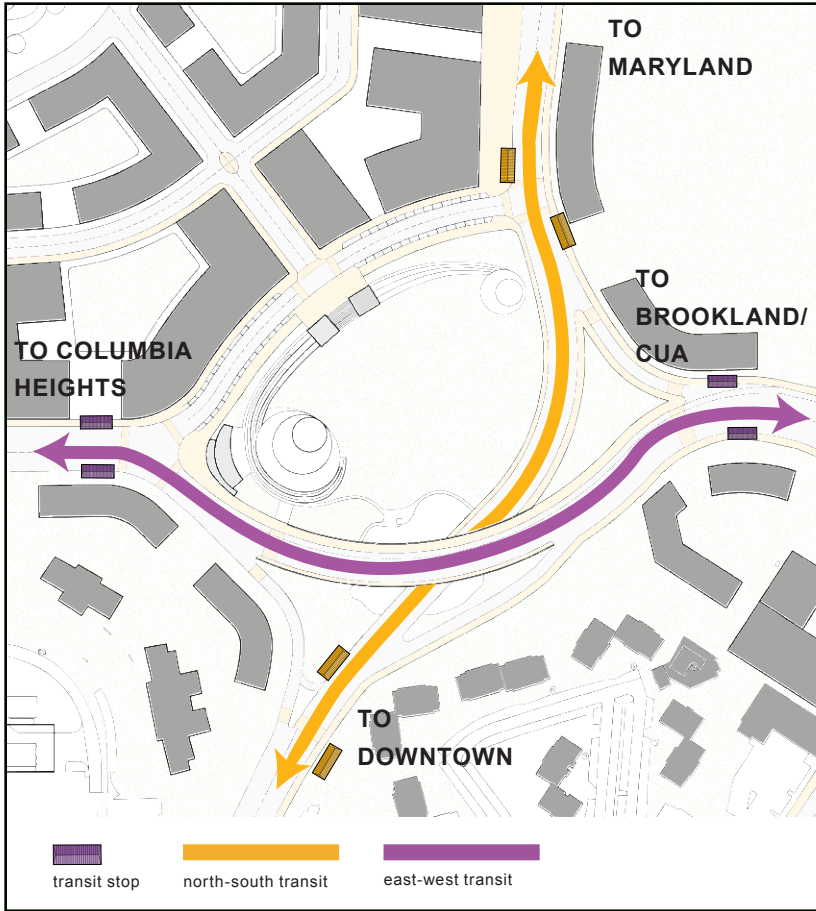 TO
MARYLAND
TO
BROOKLAND/
CUA
TO COLUMBIA
HEIGHTS
TO
DOWNTOWN
transit stop
north-south transit
east-west transit